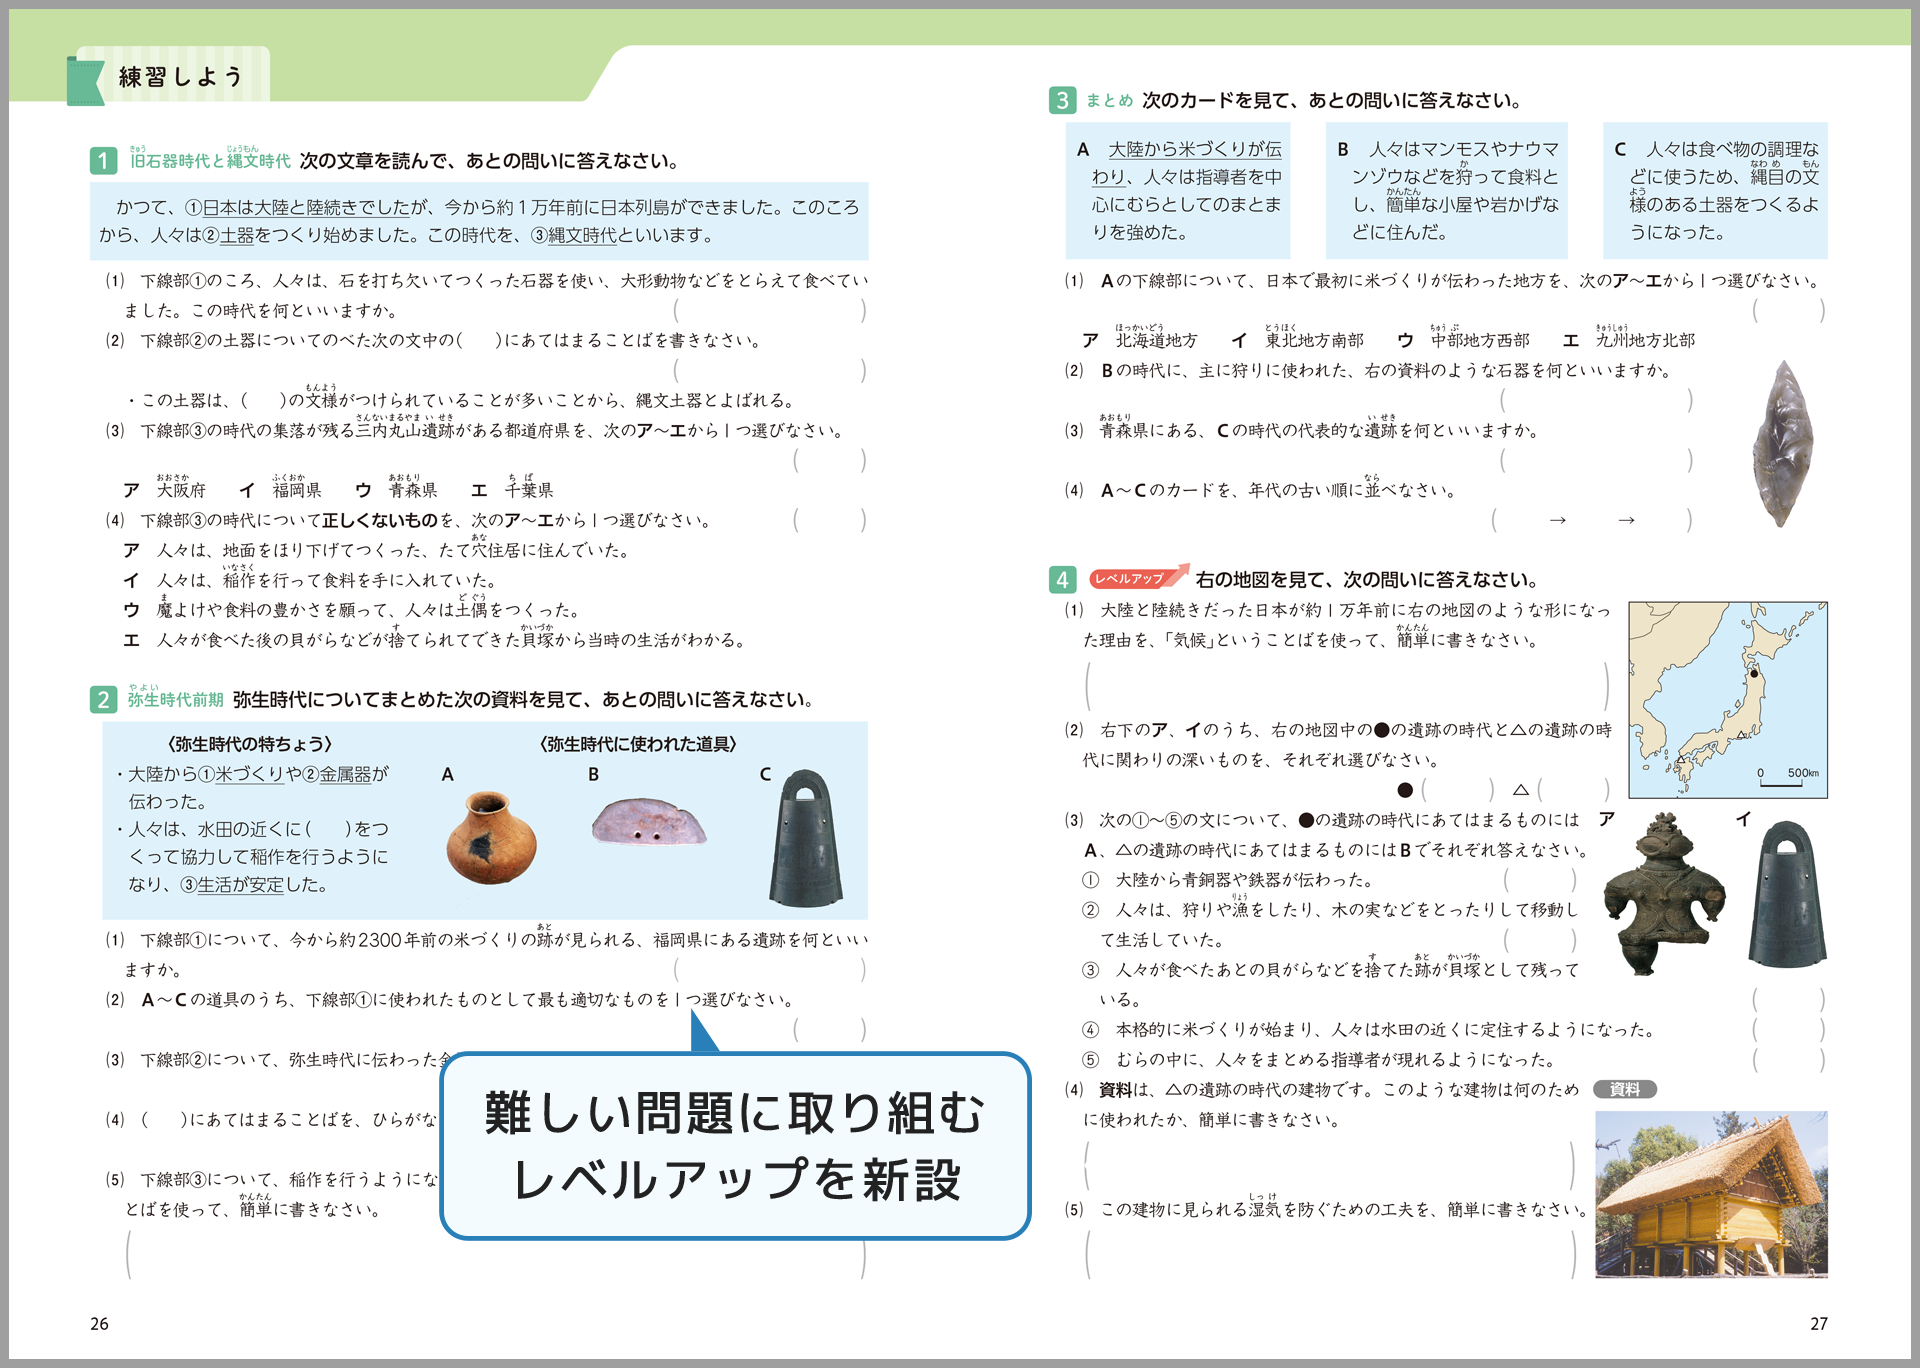 練習しよう
1 旧石器時代と縄文時代 次の文章を読んで、あとの問いに答えなさい。
かつて、①日本は大陸と陸続きでしたが、今から約1万年前に日本列島ができました。このころ
から、人々は②土器をつくり始めました。この時代を、③縄文時代といいます。
(1) 下線部①のころ、人々は、石を打ち欠いてつくった石器を使い、大形動物などをとらえて食べてい
ました。この時代を何といいますか。( )
(2) 下線部②の土器についてのべた次の文中の( )にあてはまることばを書きなさい。
( )
・この土器は、( )の文様がつけられていることが多いことから、縄文土器とよばれる。
(3) 下線部③の時代の集落が残る三内丸山遺跡がある都道府県を、次のア〜エから1つ選びなさい。
( )
ア 大阪府 イ 福岡県 ウ 青森県 エ 千葉県
(4) 下線部③の時代について正しくないものを、次のア〜エから1つ選びなさい。( )
ア 人々は、地面をほり下げてつくった、たて穴住居に住んでいた。
イ 人々は、稲作を行って食料を手に入れていた。
ウ 魔よけや食料の豊かさを願って、人々は土偶をつくった。
エ 人々が食べた後の貝がらなどが捨てられてできた貝塚から当時の生活がわかる。
2 弥生時代前期 弥生時代についてまとめた次の資料を見て、あとの問いに答えなさい。
〈弥生時代の特ちょう〉
・大陸から①米づくりや②金属器が
伝わった。
・人々は、水田の近くに( )をつ
くって協力して稲作を行うように
なり、③生活が安定した。
〈弥生時代に使われた道具〉
A B C
(1) 下線部①について、今から約2300年前の米づくりの跡が見られる、福岡県にある遺跡を何といい
ますか。( )
(2) A〜Cの道具のうち、下線部①に使われたものとして最も適切なものを1つ選びなさい。
( )
(3) 下線部②について、弥生時代に伝わった
(4) ( )にあてはまることばを、ひらがな
(5) 下線部③について、稲作を行うようにな
とばを使って、簡単に書きなさい。
難しい問題に取り組む
レベルアップを新設
26
3 まとめ 次のカードを見て、あとの問いに答えなさい。
A 大陸から米づくりが伝
わり、人々は指導者を中
心にむらとしてのまとま
りを強めた。
B 人々はマンモスやナウマ
ンゾウなどを狩って食料と
し、簡単な小屋や岩かげな
どに住んだ。
C 人々は食べ物の調理な
どに使うため、縄目の文
様のある土器をつくるよ
うになった。
(1) Aの下線部について、日本で最初に米づくりが伝わった地方を、次のア〜エから1つ選びなさい。
( )
ア 北海道地方 イ 東北地方南部 ウ 中部地方西部 エ 九州地方北部
(2) Bの時代に、主に狩りに使われた、右の資料のような石器を何といいますか。
( )
(3) 青森県にある、Cの時代の代表的な遺跡を何といいますか。
( )
(4) A〜Cのカードを、年代の古い順に並べなさい。
( → → )
4 レベルアップ 右の地図を見て、次の問いに答えなさい。
(1) 大陸と陸続きだった日本が約1万年前に右の地図のような形になっ
た理由を、「気候」ということばを使って、簡単に書きなさい。
(2) 右下のア、イのうち、右の地図中の●の遺跡の時代と△の遺跡の時
代に関わりの深いものを、それぞれ選びなさい。
●( ) △( )
0 500km
(3) 次の①〜⑤の文について、●の遺跡の時代にあてはまるものには
A、△の遺跡の時代にあてはまるものにはBでそれぞれ答えなさい。
ア イ
① 大陸から青銅器や鉄器が伝わった。( )
② 人々は、狩りや漁をしたり、木の実などをとったりして移動し
て生活していた。( )
③ 人々が食べたあとの貝がらなどを捨てた跡が貝塚として残って
いる。( )
④ 本格的に米づくりが始まり、人々は水田の近くに定住するようになった。( )
⑤ むらの中に、人々をまとめる指導者が現れるようになった。( )
(4) 資料は、△の遺跡の時代の建物です。このような建物は何のため
に使われたか、簡単に書きなさい。
資料
(5) この建物に見られる湿気を防ぐための工夫を、簡単に書きなさい。
27